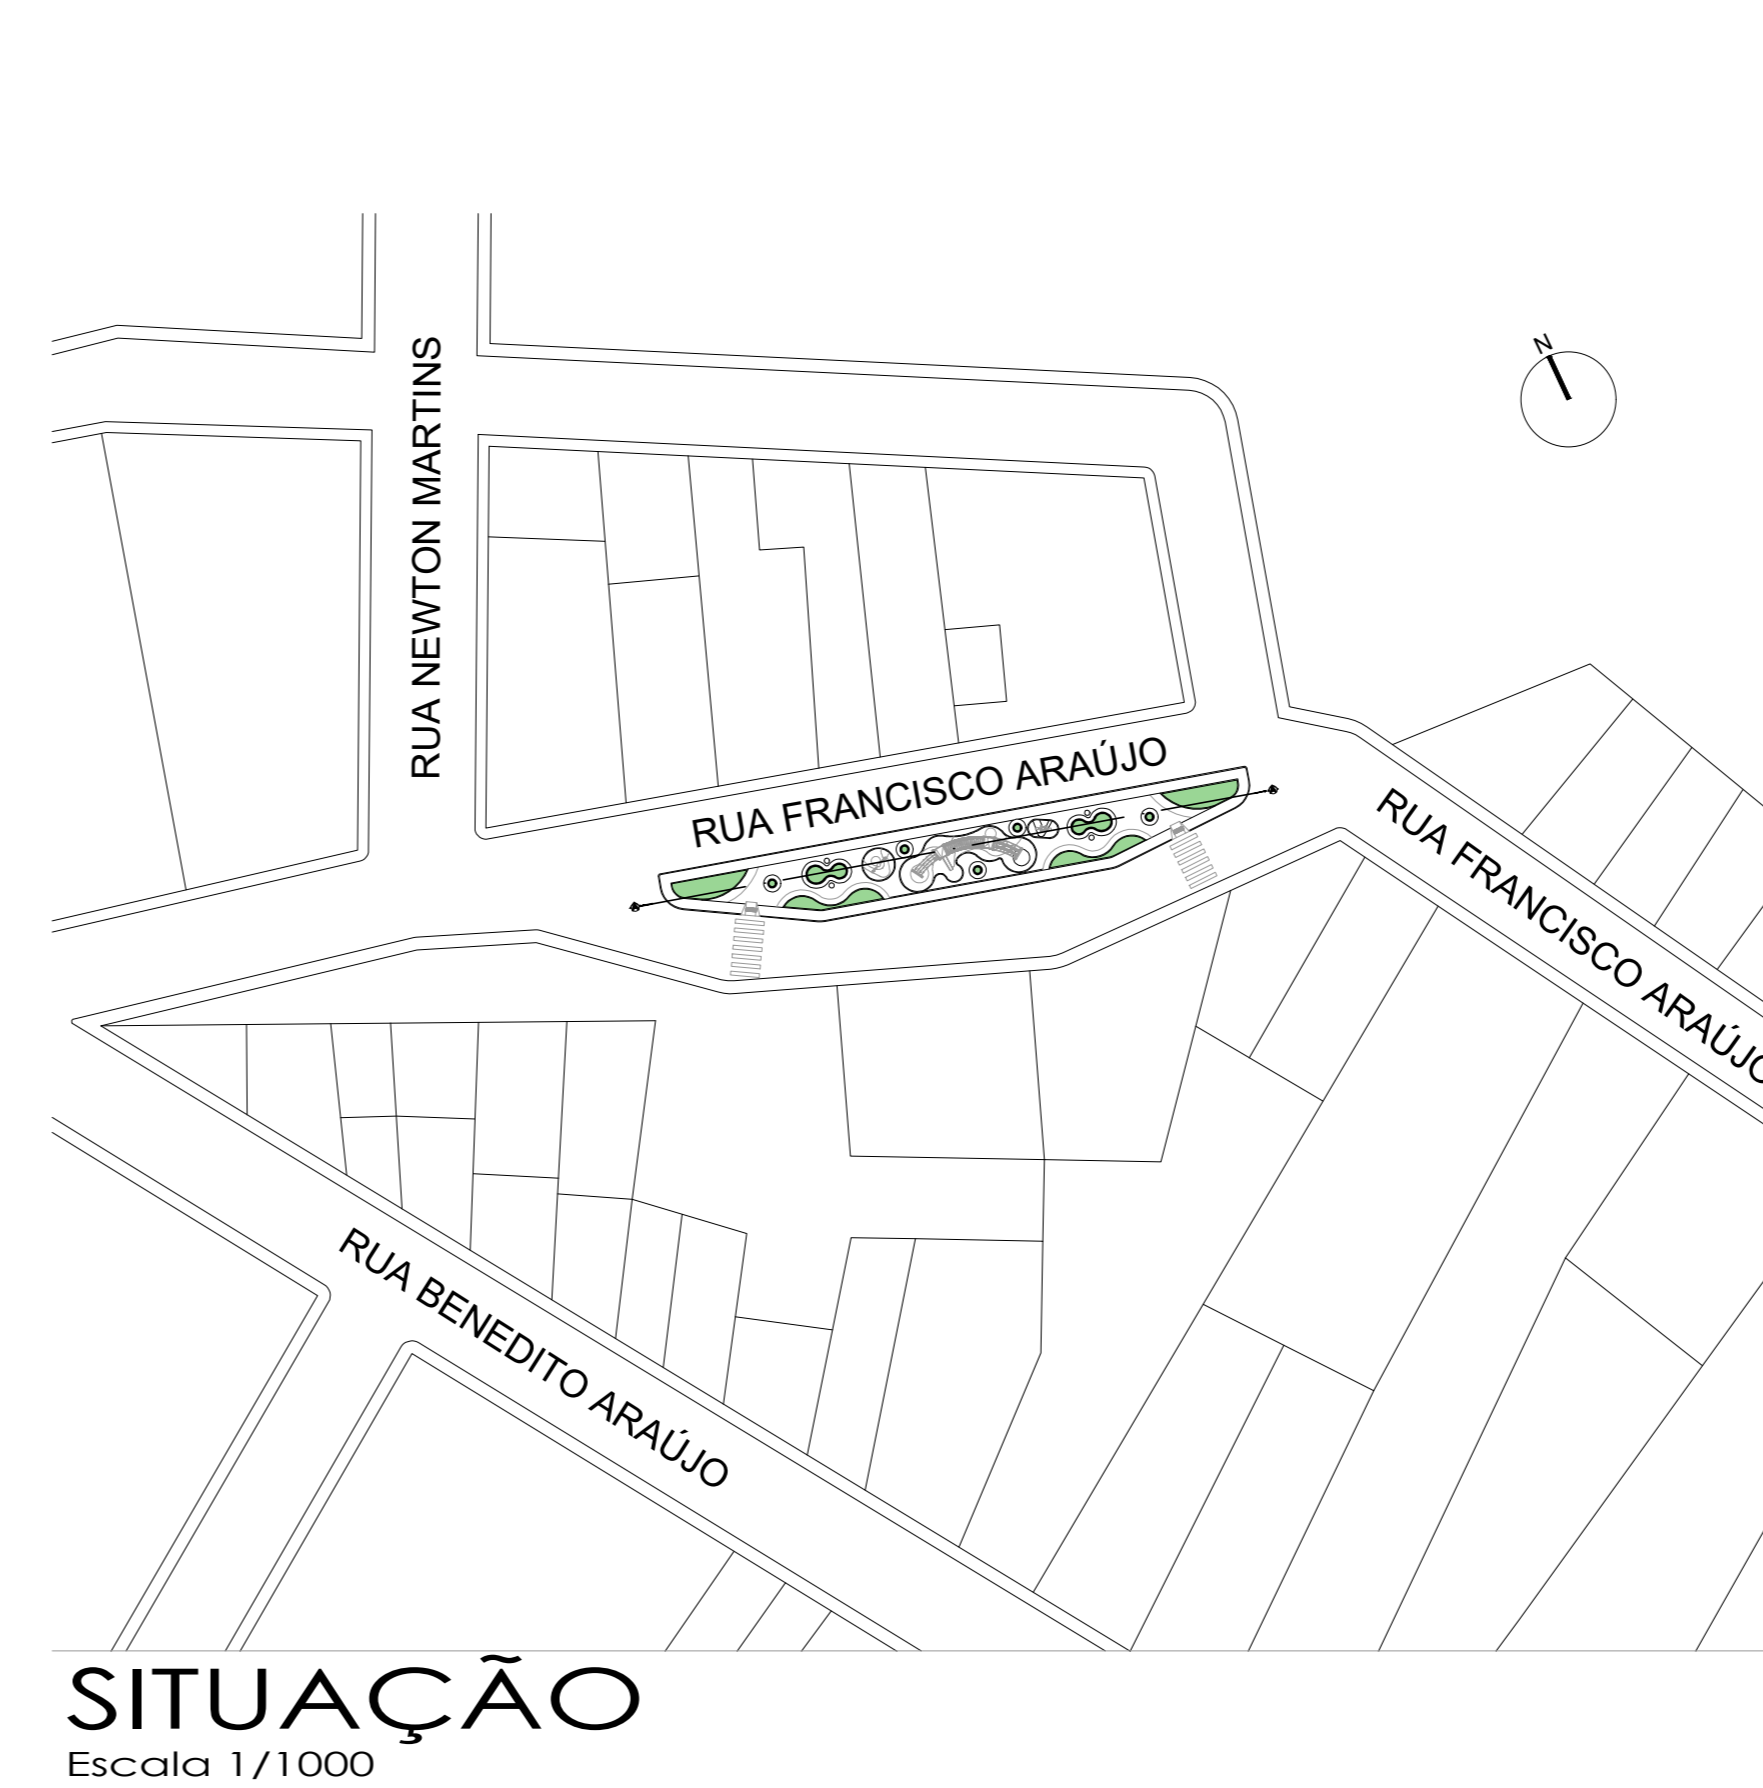 N
RUA NEWTON MARTINS
RUA FRANCISCO ARAÚJO
RUA FRANCISCO ARAÚJO
RUA BENEDITO ARAÚJO
SITUAÇÃO
Escala 1/1000